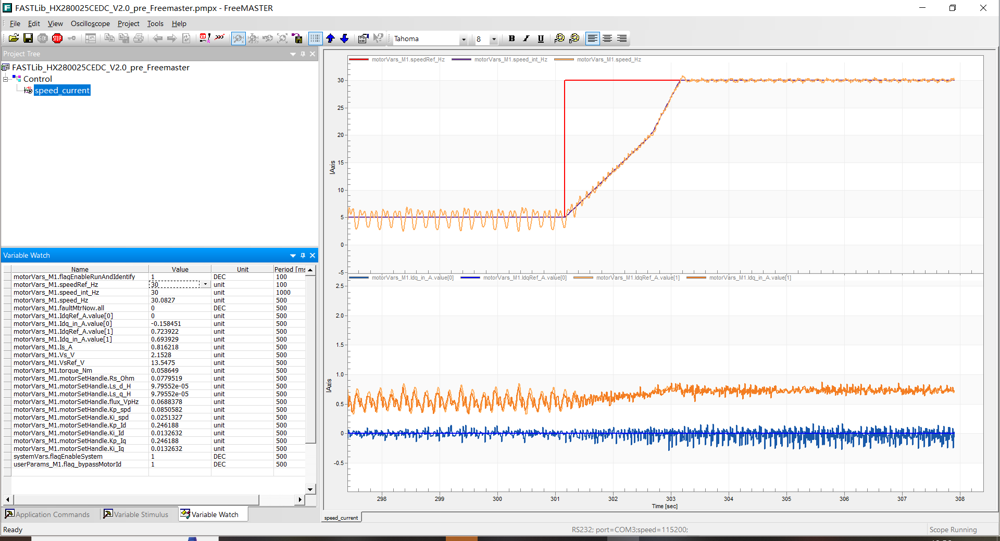 FASTLib_HX280025CEDC_V2.0_pre_Freemaster.pmpx - FreeMASTER
File Edit View Oscilloscope Project Tools Help
GO! STOP STOP Tahoma 8 B I U
Project Tree
FASTLib_HX280025CEDC_V2.0_pre_Freemaster
Control
speed_current
Variable Watch
Name Value Unit Period [ms
motorVars_M1.flagEnableRunAndIdentify 1 DEC 100
motorVars_M1.speedRef_Hz 30 unit 100
motorVars_M1.speed_int_Hz 30 unit 1000
motorVars_M1.speed_Hz 30.0827 unit 500
motorVars_M1.faultMtrNow.all 0 DEC 500
motorVars_M1.IdqRef_A.value[0] 0 unit 500
motorVars_M1.Idq_in_A.value[0] -0.158451 unit 500
motorVars_M1.IdqRef_A.value[1] 0.723922 unit 500
motorVars_M1.Idq_in_A.value[1] 0.693929 unit 500
motorVars_M1.Is_A 0.816218 unit 500
motorVars_M1.Vs_V 2.1528 unit 500
motorVars_M1.VsRef_V 13.5475 unit 500
motorVars_M1.torque_Nm 0.058649 unit 500
motorVars_M1.motorSetHandle.Rs_Ohm 0.0779519 unit 500
motorVars_M1.motorSetHandle.Ls_d_H 9.79552e-05 unit 500
motorVars_M1.motorSetHandle.Ls_q_H 9.79552e-05 unit 500
motorVars_M1.motorSetHandle.flux_VpHz 0.0688378 unit 500
motorVars_M1.motorSetHandle.Kp_spd 0.0850582 unit 500
motorVars_M1.motorSetHandle.Ki_spd 0.0251327 unit 500
motorVars_M1.motorSetHandle.Kp_Id 0.246188 unit 500
motorVars_M1.motorSetHandle.Ki_Id 0.0132632 unit 500
motorVars_M1.motorSetHandle.Kp_Iq 0.246188 unit 500
motorVars_M1.motorSetHandle.Ki_Iq 0.0132632 unit 500
systemVars.flagEnableSystem 1 DEC 500
userParams_M1.flag_bypassMotorId 1 DEC 500
Application Commands Variable Stimulus Variable Watch
motorVars_M1.speedRef_Hz motorVars_M1.speed_int_Hz motorVars_M1.speed_Hz
30
25
20
15
10
5
0
-5
IAxis
motorVars_M1.Idq_in_A.value[0] motorVars_M1.IdqRef_A.value[0] motorVars_M1.IdqRef_A.value[1] motorVars_M1.Idq_in_A.value[1]
2.5
2.0
1.5
1.0
0.5
0
-0.5
IAxis
298 299 300 301 302 303 304 305 306 307 308
Time [sec]
speed_current
Ready RS232; port=COM3;speed=115200; Scope Running